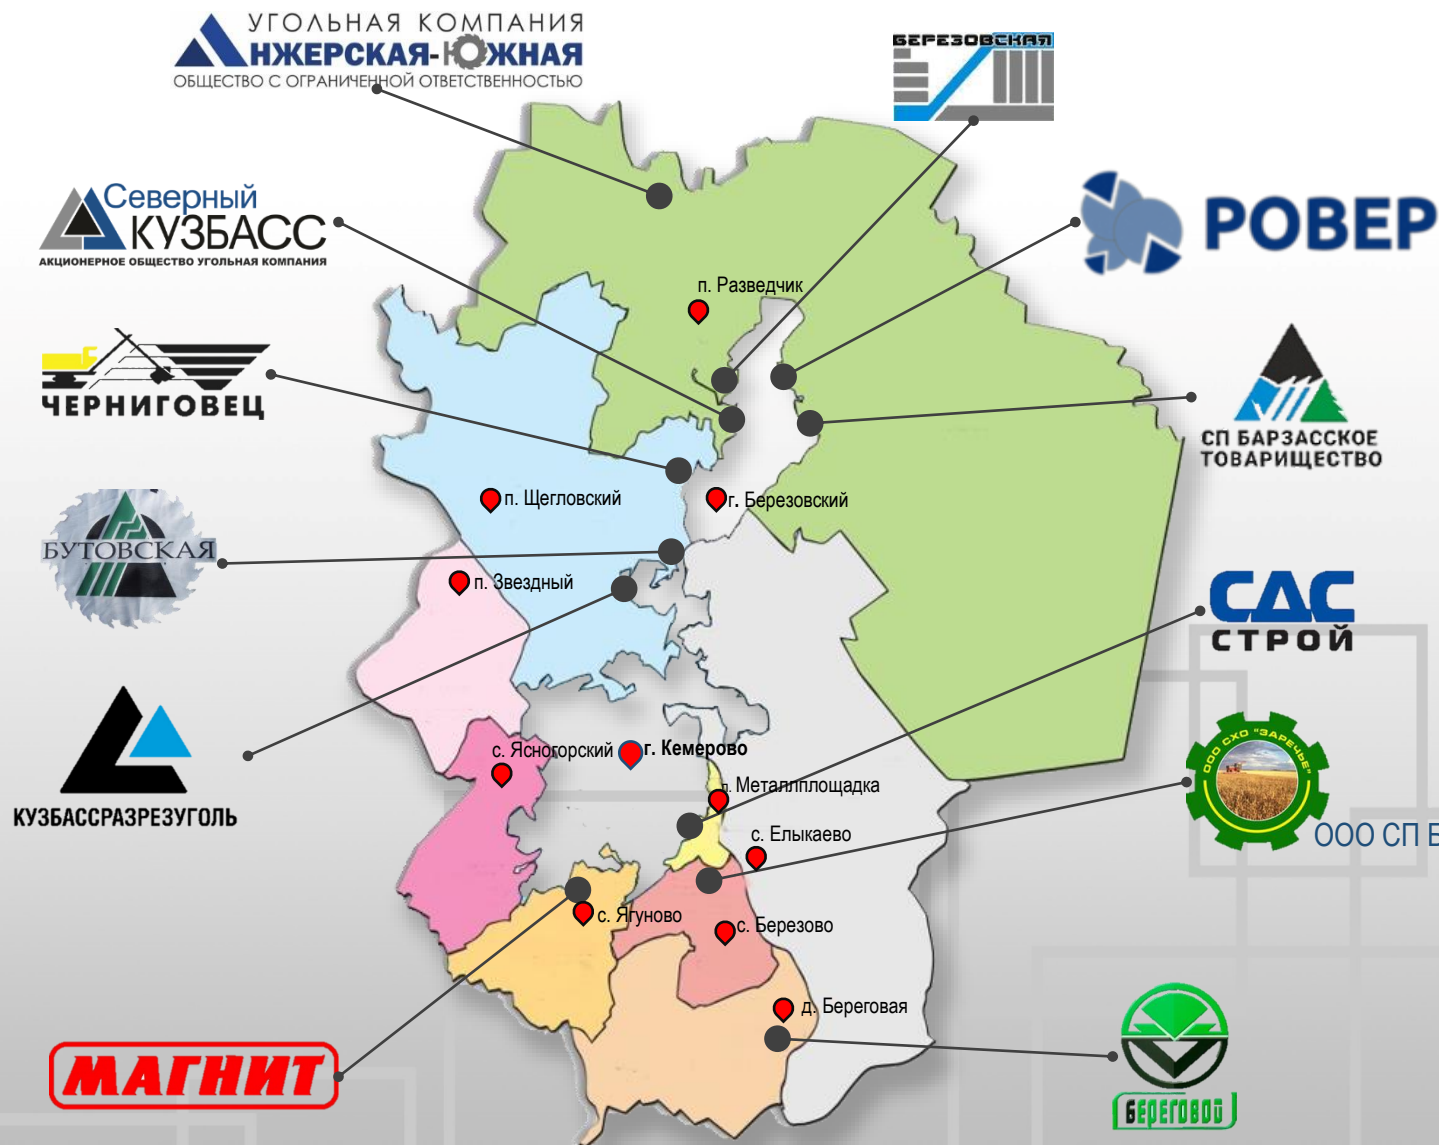 УГОЛЬНАЯ КОМПАНИЯ
АНЖЕРСКАЯ-ЮЖНАЯ
ОБЩЕСТВО С ОГРАНИЧЕННОЙ ОТВЕТСТВЕННОСТЬЮ
БЕРЕЗОВСКАЯ
Северный
КУЗБАСС
АКЦИОНЕРНОЕ ОБЩЕСТВО УГОЛЬНАЯ КОМПАНИЯ
РОВЕР
п. Разведчик
ЧЕРНИГОВЕЦ
СП БАРЗАССКОЕ
ТОВАРИЩЕСТВО
п. Щегловский
г. Березовский
БУТОВСКАЯ
п. Звездный
СДС
СТРОЙ
КУЗБАССРАЗРЕЗУГОЛЬ
с. Ясногорский
г. Кемерово
п. Металлплощадка
ООО СХО "ЗАРЕЧЬЕ"
ООО СП Б
с. Елыкаево
с. Ягуново
с. Березово
д. Береговая
МАГНИТ
БЕРЕГОВОЙ